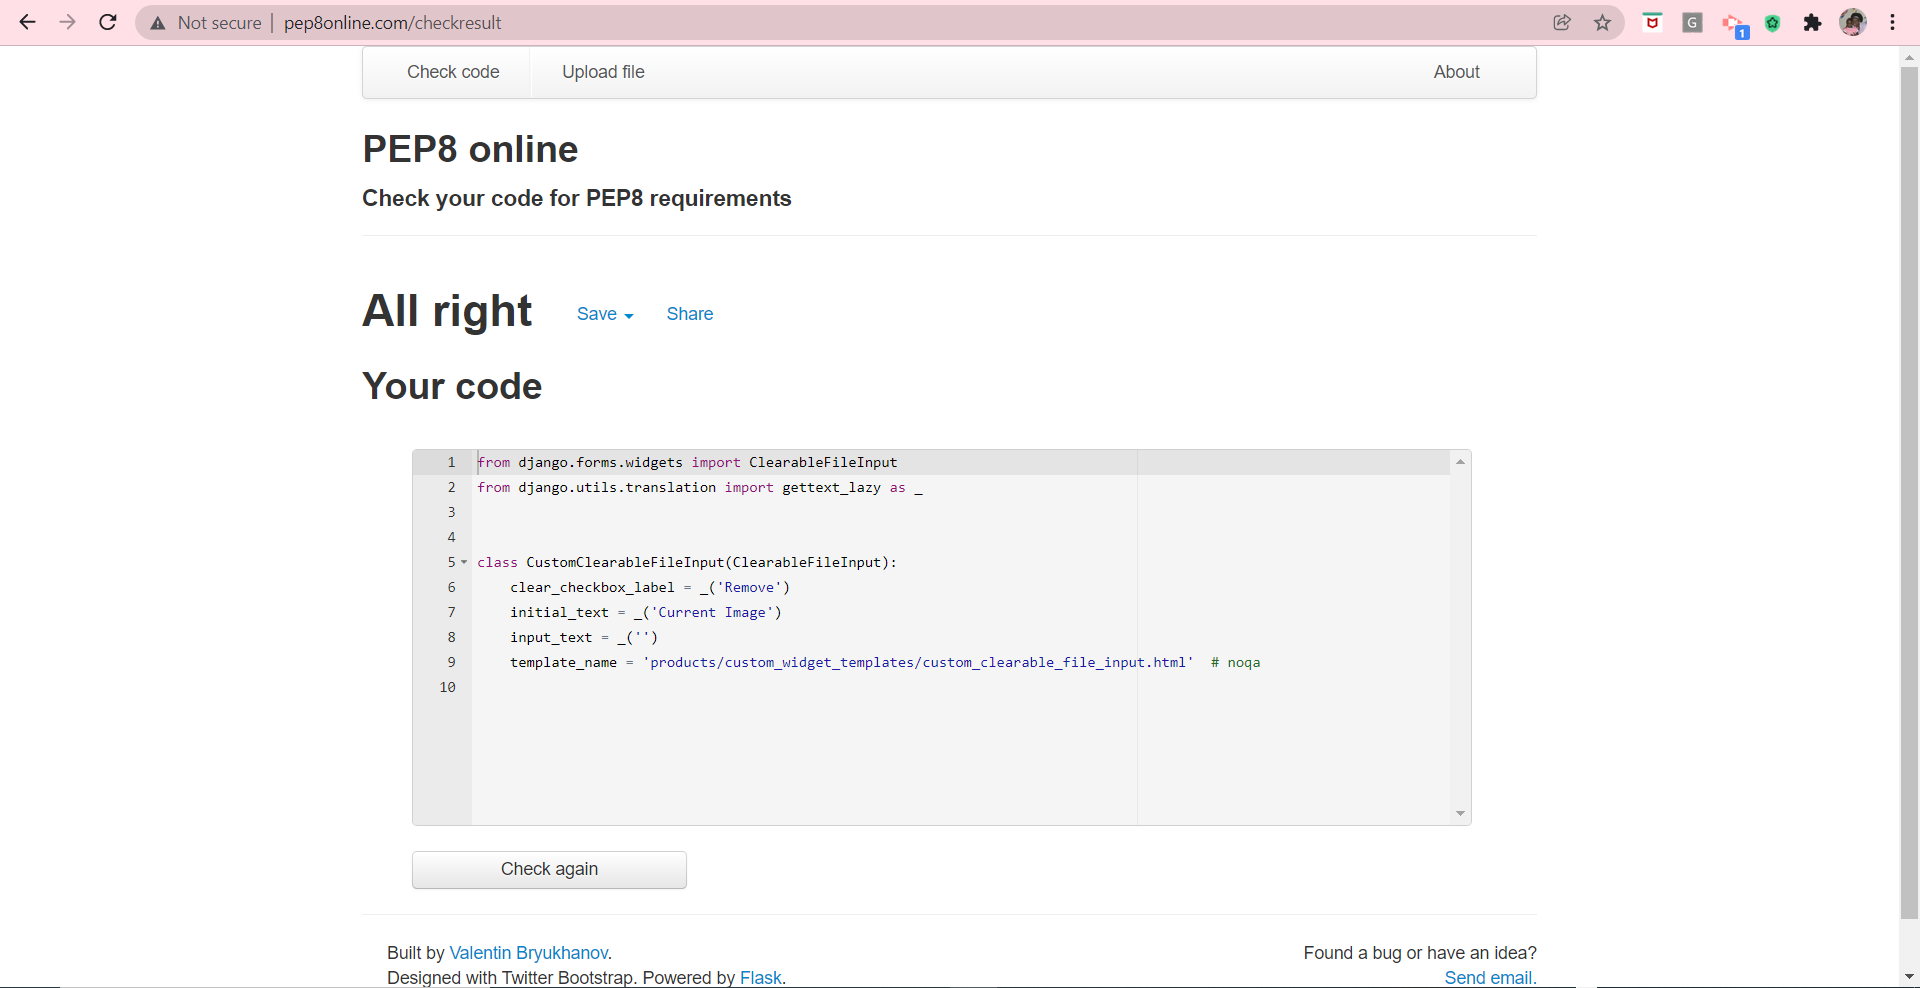 Not secure | pep8online.com/checkresult
G
1
Check code Upload file About
PEP8 online
Check your code for PEP8 requirements
All right Save Share
Your code
1 from django.forms.widgets import ClearableFileInput
2 from django.utils.translation import gettext_lazy as _
3
4
5 class CustomClearableFileInput(ClearableFileInput):
6     clear_checkbox_label = _('Remove')
7     initial_text = _('Current Image')
8     input_text = _('')
9     template_name = 'products/custom_widget_templates/custom_clearable_file_input.html'  # noqa
10
Check again
Built by Valentin Bryukhanov. Found a bug or have an idea?
Designed with Twitter Bootstrap. Powered by Flask. Send email.